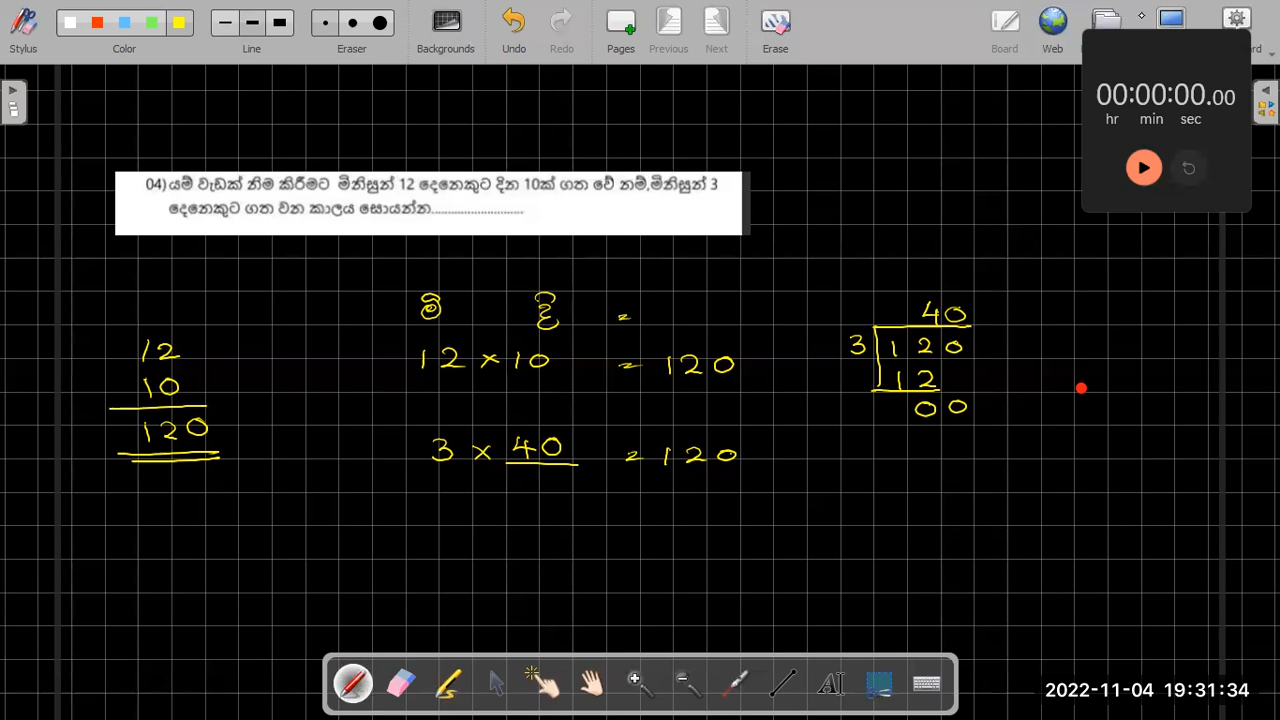 Stylus
Color
Line
Eraser
Backgrounds
Undo
Redo
Pages
Previous
Next
Erase
Board
Web
00:00:00.00
hr min sec
04) යම් වැඩක් නිම කිරීමට මිනිසුන් 12 දෙනෙකුට දින 10ක් ගත වේ නම්,මිනිසුන් 3
දෙනෙකුට ගත වන කාලය සොයන්න............................
මි දි =
12 × 10 = 120
3 × 40 = 120
12
10
120
40
3 120
12
00
2022-11-04 19:31:34